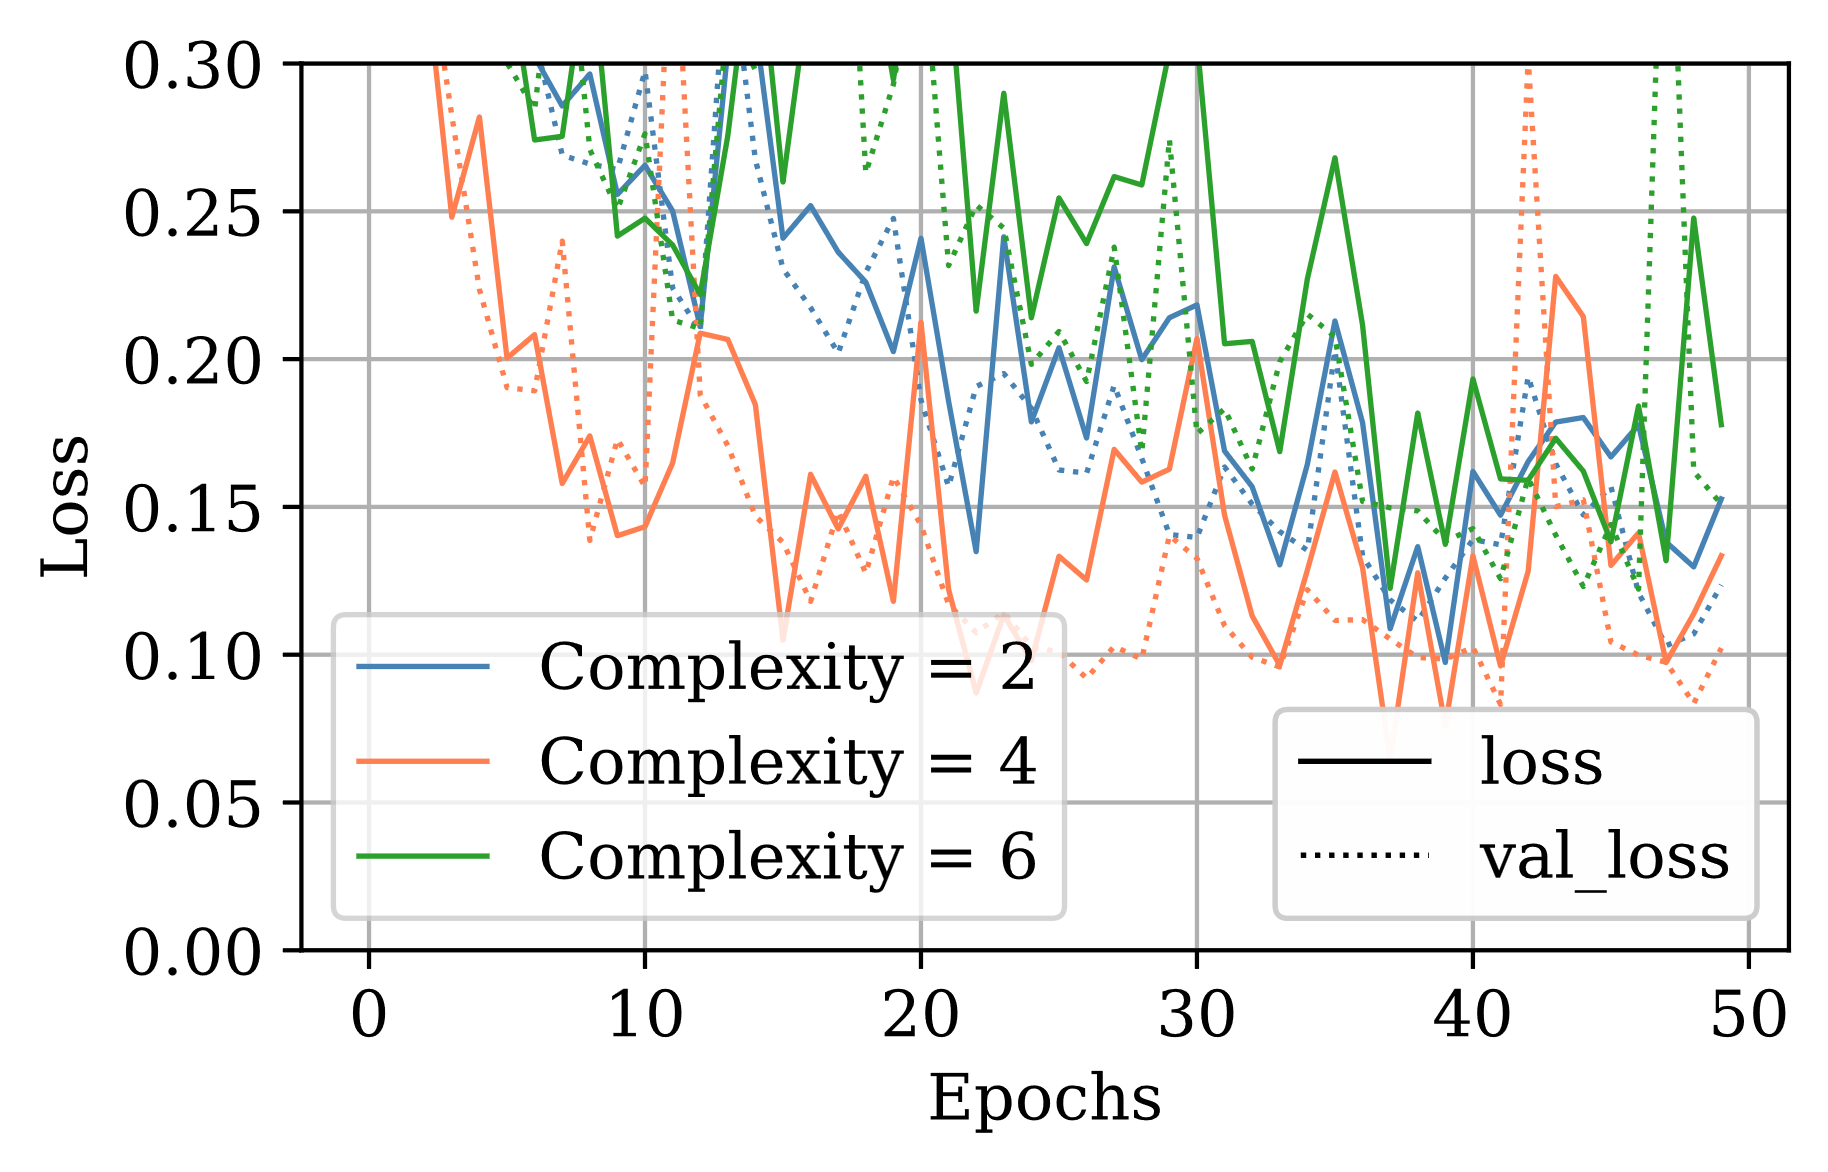 0.30
0.25
0.20
0.15
0.10
0.05
0.00
Loss
Complexity = 2
Complexity = 4
Complexity = 6
loss
val_loss
0 10 20 30 40 50
Epochs